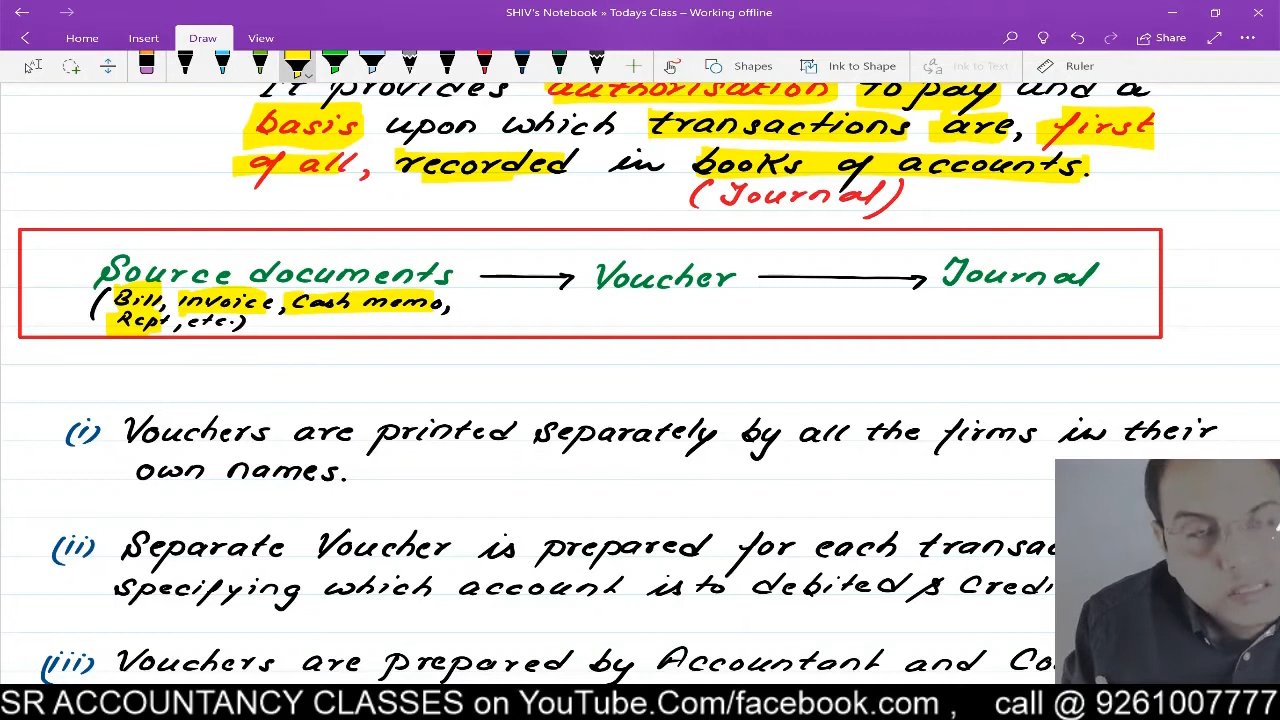 SHIV's Notebook » Todays Class – Working offline
Home Insert Draw View
Share
Shapes Ink to Shape Ink to Text Ruler
It provides authorisation to pay and a
basis upon which transactions are, first
of all, recorded in books of accounts.
(Journal)
Source documents → Voucher → Journal
(Bill, invoice, Cash memo,
Rcpt, etc.)
(i) Vouchers are printed separately by all the firms in their
own names.
(ii) Separate Voucher is prepared for each transac
specifying which account is to debited & Credi
(iii) Vouchers are prepared by Accountant and Co
SR ACCOUNTANCY CLASSES on YouTube.Com/facebook.com , call @ 9261007777